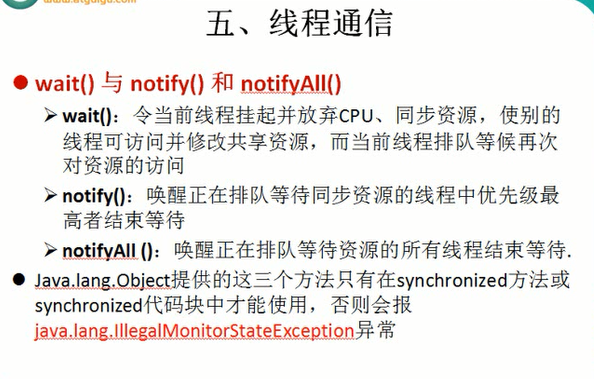 www.atguigu.com
五、线程通信
wait() 与 notify() 和 notifyAll()
wait()：令当前线程挂起并放弃CPU、同步资源，使别的
线程可访问并修改共享资源，而当前线程排队等候再次
对资源的访问
notify()：唤醒正在排队等待同步资源的线程中优先级最
高者结束等待
notifyAll ()：唤醒正在排队等待资源的所有线程结束等待.
Java.lang.Object提供的这三个方法只有在synchronized方法或
synchronized代码块中才能使用，否则会报
java.lang.IllegalMonitorStateException异常